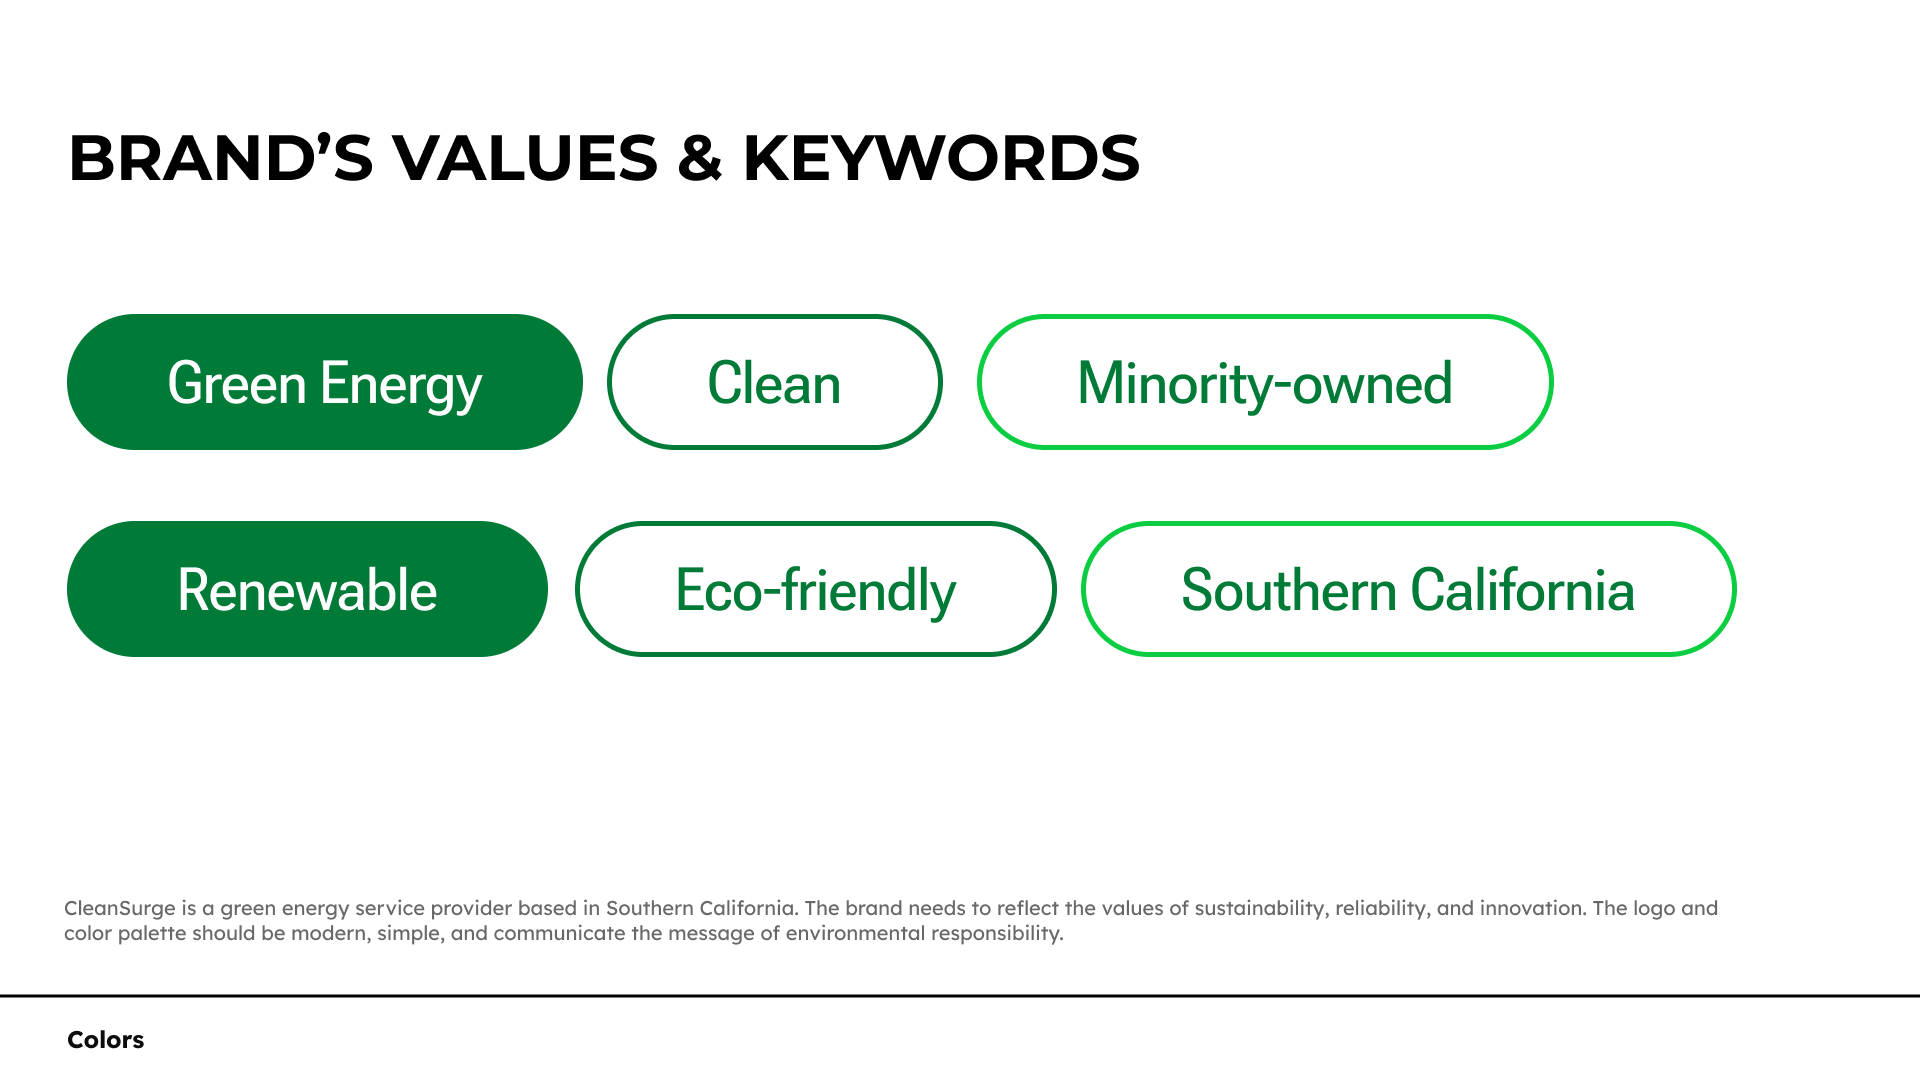 BRAND’S VALUES & KEYWORDS
Green Energy
Clean
Minority-owned
Renewable
Eco-friendly
Southern California
CleanSurge is a green energy service provider based in Southern California. The brand needs to reflect the values of sustainability, reliability, and innovation. The logo and
color palette should be modern, simple, and communicate the message of environmental responsibility.
Colors